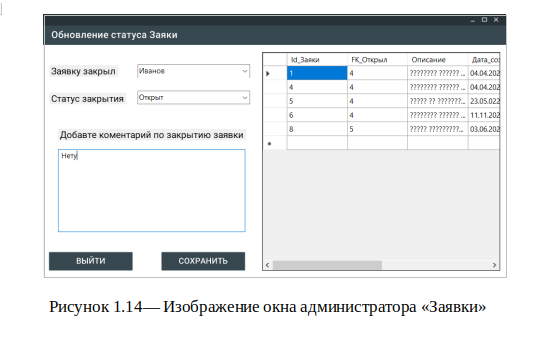 Обновление статуса Заяки
Заявку закрыл
Иванов
Статус закрытия
Открыт
Добавте коментарий по закрытию заявки
Нету
ВЫЙТИ
СОХРАНИТЬ
Id_Заяки FK_Открыл Описание Дата_со
1 4 ???????? ?????? ... 04.04.202
4 4 ???????? ?????? ... 04.04.202
5 4 ????? ?? ???????... 23.05.022
6 4 ???????? ?????? ... 11.11.202
8 5 ????? ?????????... 03.06.202
Рисунок 1.14— Изображение окна администратора «Заявки»